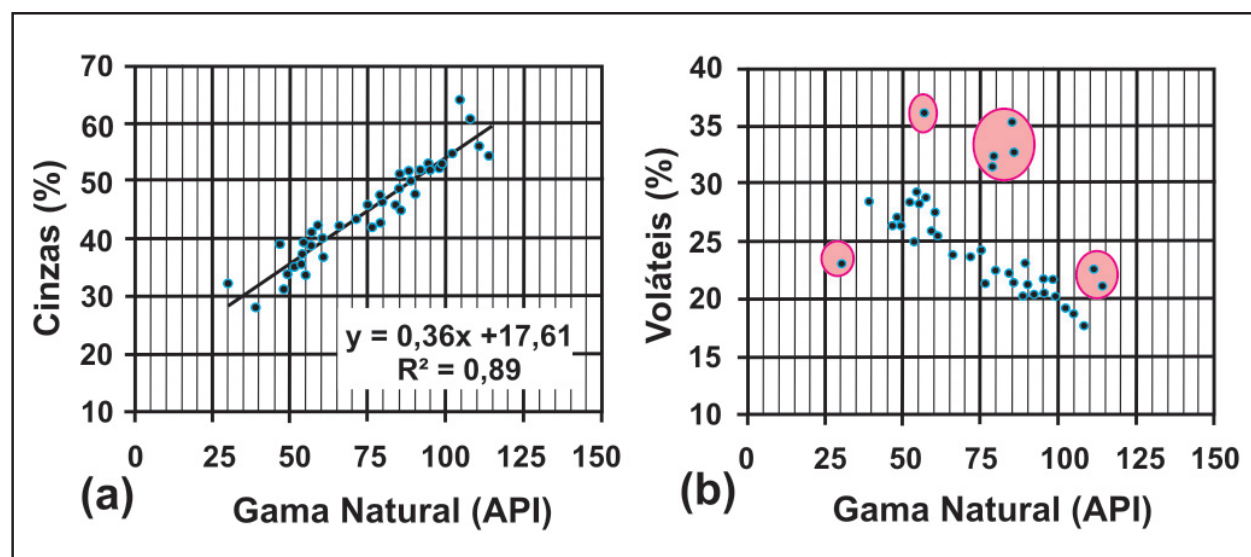 70
60
50
40
30
20
10
Cinzas (%)
y = 0,36x +17,61
R² = 0,89
0 25 50 75 100 125 150
(a)
Gama Natural (API)
40
35
30
25
20
15
10
Voláteis (%)
0 25 50 75 100 125 150
(b)
Gama Natural (API)